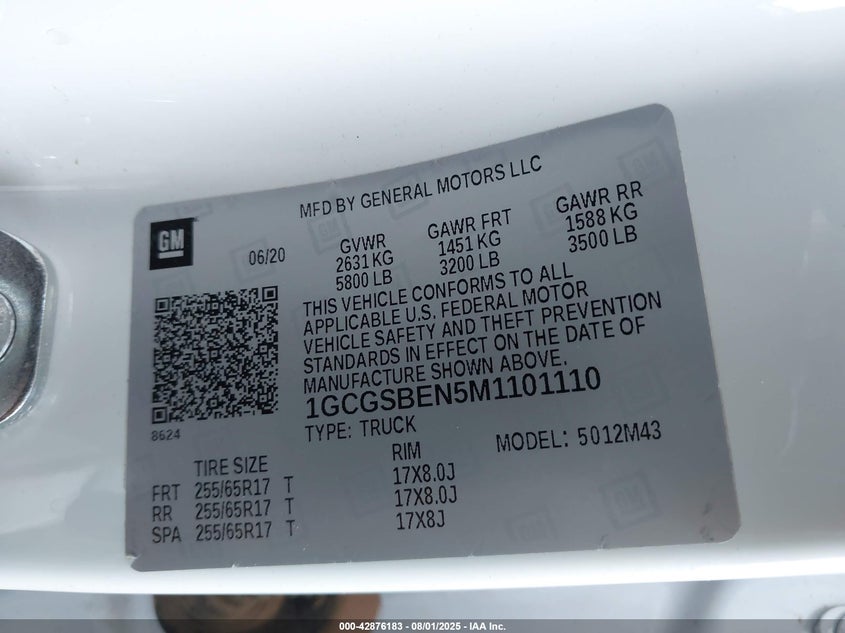 MFD BY GENERAL MOTORS LLC
GM
06/20
GVWR
2631 KG
5800 LB
GAWR FRT
1451 KG
3200 LB
GAWR RR
1588 KG
3500 LB
THIS VEHICLE CONFORMS TO ALL
APPLICABLE U.S. FEDERAL MOTOR
VEHICLE SAFETY AND THEFT PREVENTION
STANDARDS IN EFFECT ON THE DATE OF
MANUFACTURE SHOWN ABOVE.
1GCGSBEN5M1101110
8624
TYPE: TRUCK
MODEL: 5012M43
TIRE SIZE RIM
FRT 255/65R17 T 17X8.0J
RR 255/65R17 T 17X8.0J
SPA 255/65R17 T 17X8J
000-42876183 - 08/01/2025 - IAA Inc.